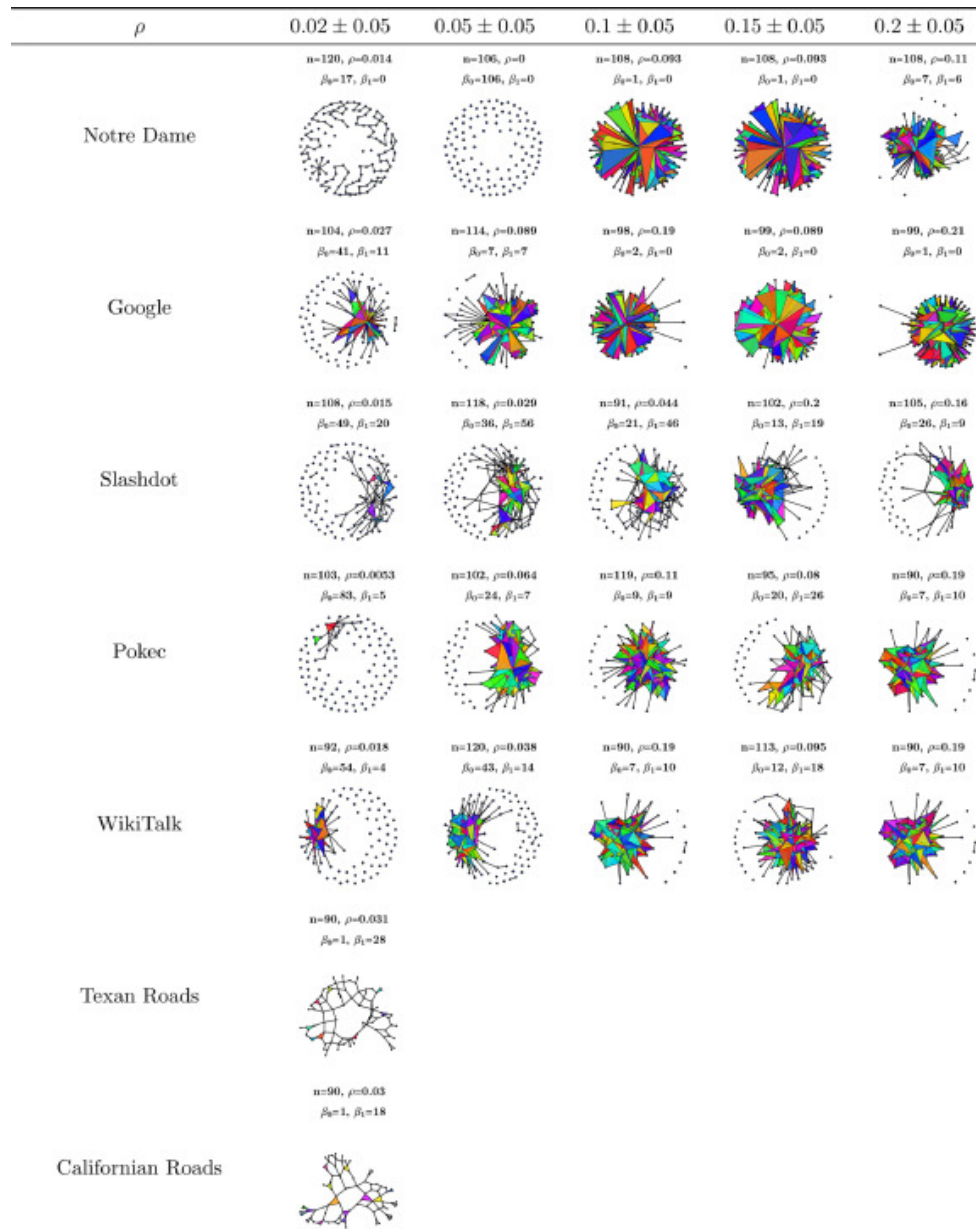 ρ 0.02 ± 0.05 0.05 ± 0.05 0.1 ± 0.05 0.15 ± 0.05 0.2 ± 0.05
n=120, ρ=0.014 n=106, ρ=0 n=108, ρ=0.093 n=108, ρ=0.093 n=108, ρ=0.11
β₀=17, β₁=0 β₀=106, β₁=0 β₀=1, β₁=0 β₀=1, β₁=0 β₀=7, β₁=6
Notre Dame
n=104, ρ=0.027 n=114, ρ=0.089 n=98, ρ=0.19 n=99, ρ=0.089 n=99, ρ=0.21
β₀=41, β₁=11 β₀=7, β₁=7 β₀=2, β₁=0 β₀=2, β₁=0 β₀=1, β₁=0
Google
n=108, ρ=0.015 n=118, ρ=0.029 n=91, ρ=0.044 n=102, ρ=0.2 n=105, ρ=0.16
β₀=49, β₁=20 β₀=36, β₁=56 β₀=21, β₁=46 β₀=13, β₁=19 β₀=26, β₁=9
Slashdot
n=103, ρ=0.0053 n=102, ρ=0.064 n=119, ρ=0.11 n=95, ρ=0.08 n=90, ρ=0.19
β₀=83, β₁=5 β₀=24, β₁=7 β₀=9, β₁=9 β₀=20, β₁=26 β₀=7, β₁=10
Pokec
n=92, ρ=0.018 n=120, ρ=0.038 n=90, ρ=0.19 n=113, ρ=0.095 n=90, ρ=0.19
β₀=54, β₁=4 β₀=43, β₁=14 β₀=7, β₁=10 β₀=12, β₁=18 β₀=7, β₁=10
WikiTalk
n=90, ρ=0.031
β₀=1, β₁=28
Texan Roads
n=90, ρ=0.03
β₀=1, β₁=18
Californian Roads